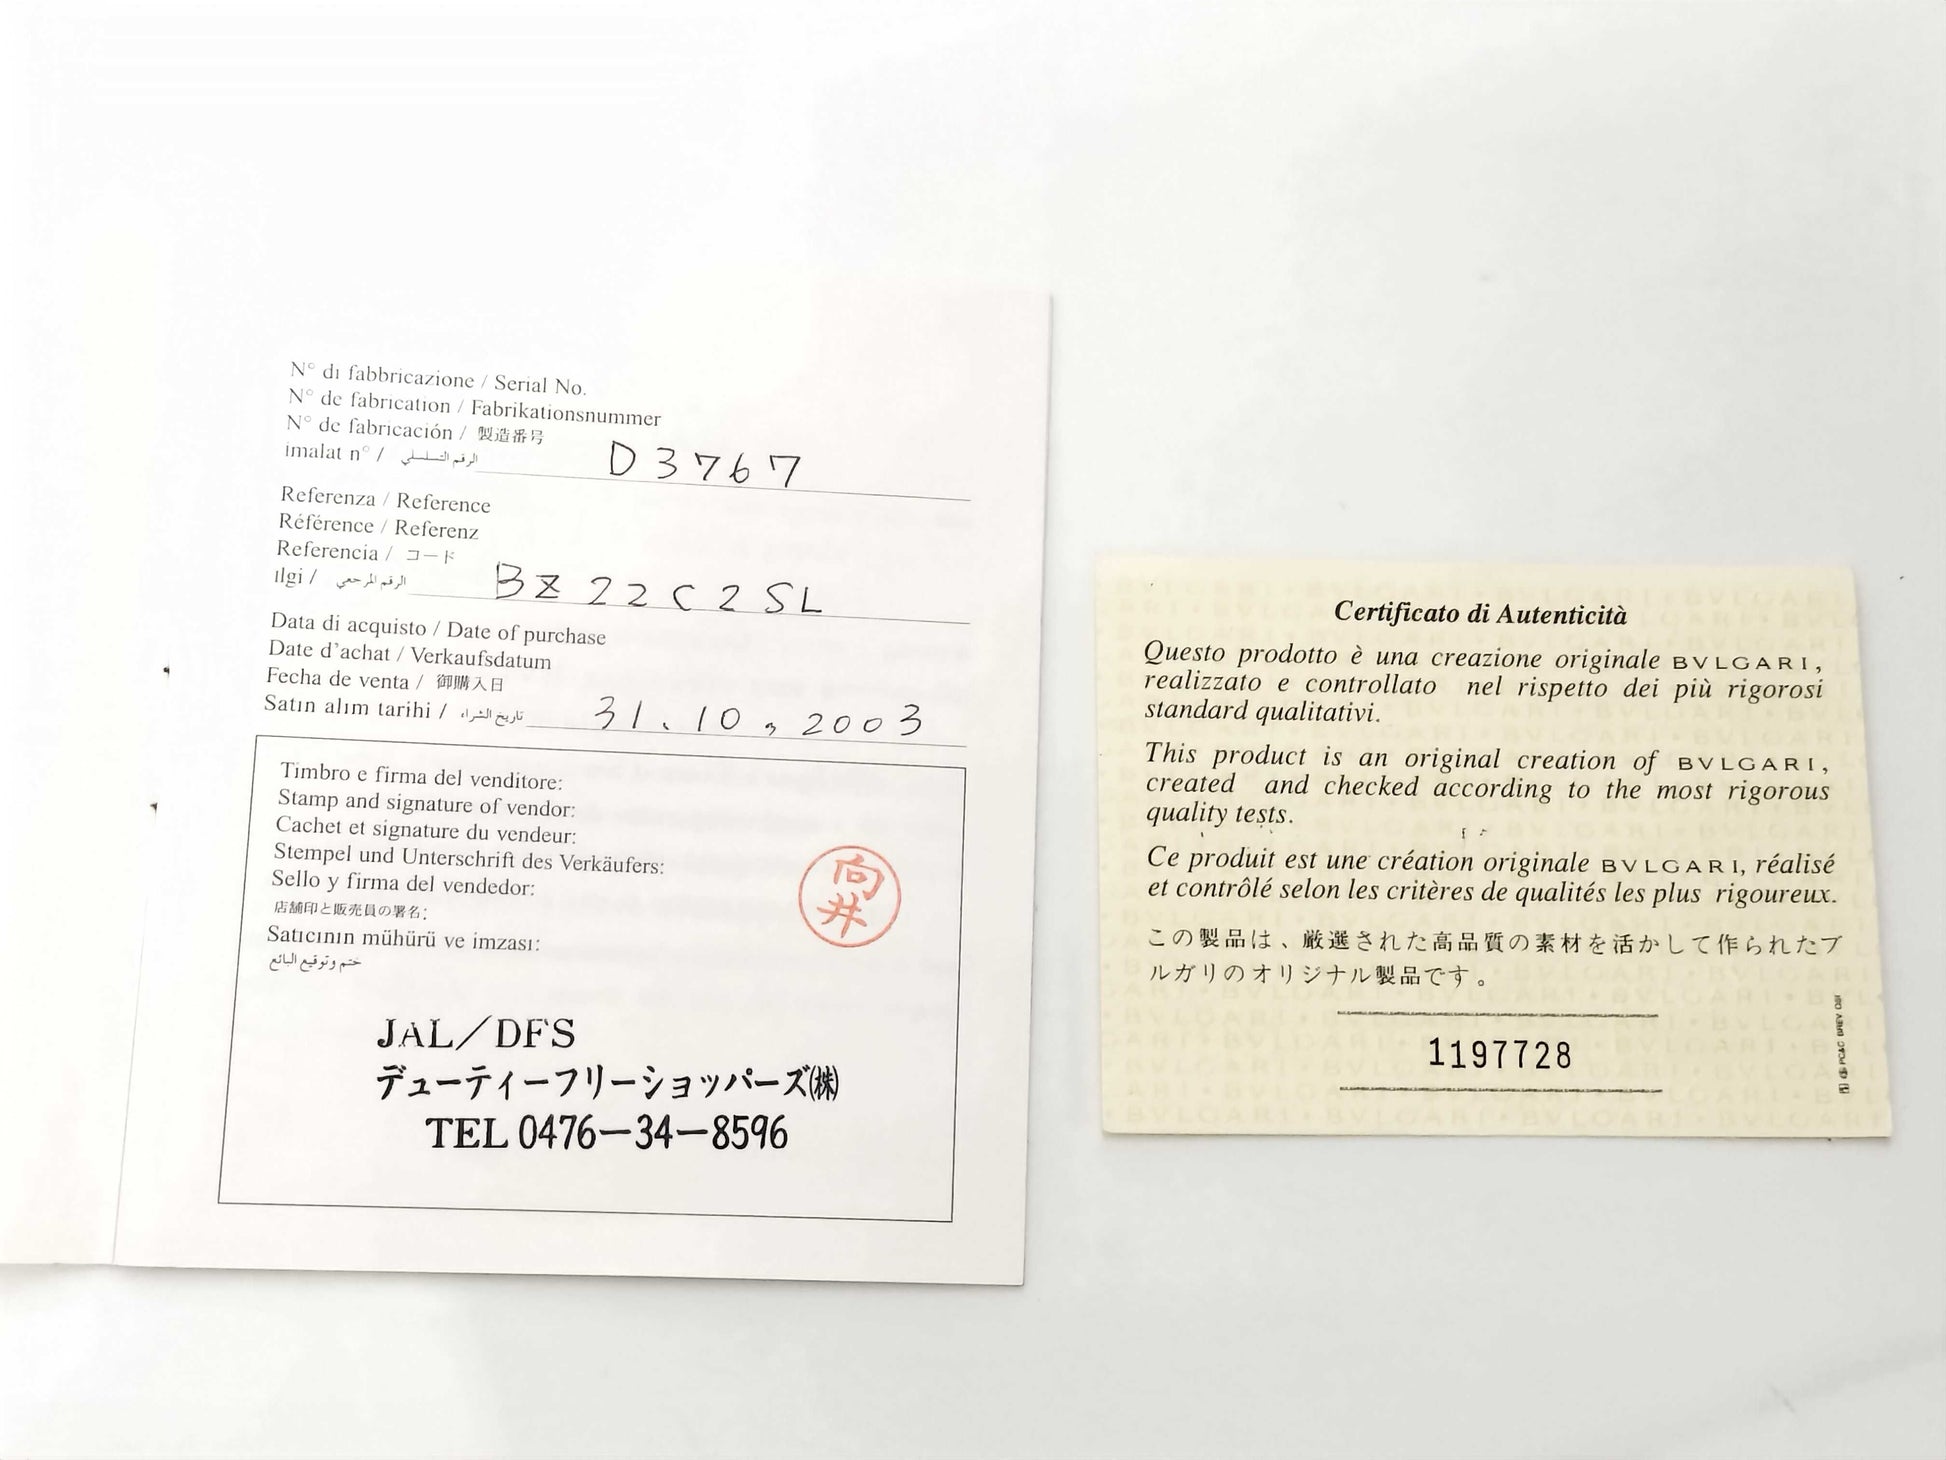 N° di fabbricazione / Serial No.
N° de fabrication / Fabrikationsnummer
N° de fabricación / 製造番号
imalat n° / الرقم التسلسلي D3767
Referenza / Reference
Référence / Referenz
Referencia / コード
ilgi / الرقم المرجعي BZ22C2SL
Data di acquisto / Date of purchase
Date d'achat / Verkaufsdatum
Fecha de venta / 御購入日
Satın alım tarihi / تاريخ الشراء 31.10,2003
Timbro e firma del venditore:
Stamp and signature of vendor:
Cachet et signature du vendeur:
Stempel und Unterschrift des Verkäufers:
Sello y firma del vendedor:
店舗印と販売員の署名:
Satıcının mühürü ve imzası:
ختم وتوقيع البائع
向井
JAL/DFS
デューティーフリーショッパーズ(株)
TEL 0476-34-8596
Certificato di Autenticità
Questo prodotto è una creazione originale BVLGARI,
realizzato e controllato nel rispetto dei più rigorosi
standard qualitativi.
This product is an original creation of BVLGARI,
created and checked according to the most rigorous
quality tests.
Ce produit est une création originale BVLGARI, réalisé
et contrôlé selon les critères de qualités les plus rigoureux.
この製品は、厳選された高品質の素材を活かして作られたブ
ルガリのオリジナル製品です。
1197728